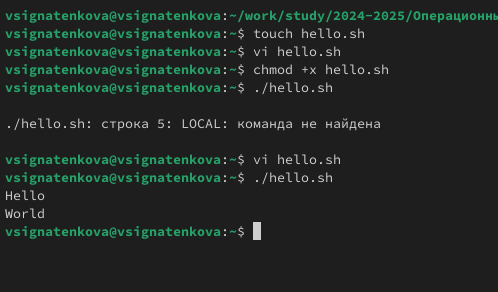 vsignatenkova@vsignatenkova:~/work/study/2024-2025/Операционны
vsignatenkova@vsignatenkova:~$ touch hello.sh
vsignatenkova@vsignatenkova:~$ vi hello.sh
vsignatenkova@vsignatenkova:~$ chmod +x hello.sh
vsignatenkova@vsignatenkova:~$ ./hello.sh
./hello.sh: строка 5: LOCAL: команда не найдена
vsignatenkova@vsignatenkova:~$ vi hello.sh
vsignatenkova@vsignatenkova:~$ ./hello.sh
Hello
World
vsignatenkova@vsignatenkova:~$